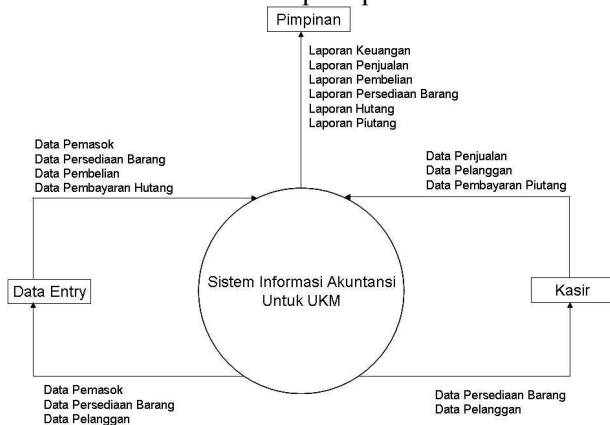 Pimpinan
Laporan Keuangan
Laporan Penjualan
Laporan Pembelian
Laporan Persediaan Barang
Laporan Hutang
Laporan Piutang
Data Pemasok
Data Persediaan Barang
Data Pembelian
Data Pembayaran Hutang
Data Penjualan
Data Pelanggan
Data Pembayaran Piutang
Data Entry
Sistem Informasi Akuntansi
Untuk UKM
Kasir
Data Pemasok
Data Persediaan Barang
Data Pelanggan
Data Persediaan Barang
Data Pelanggan